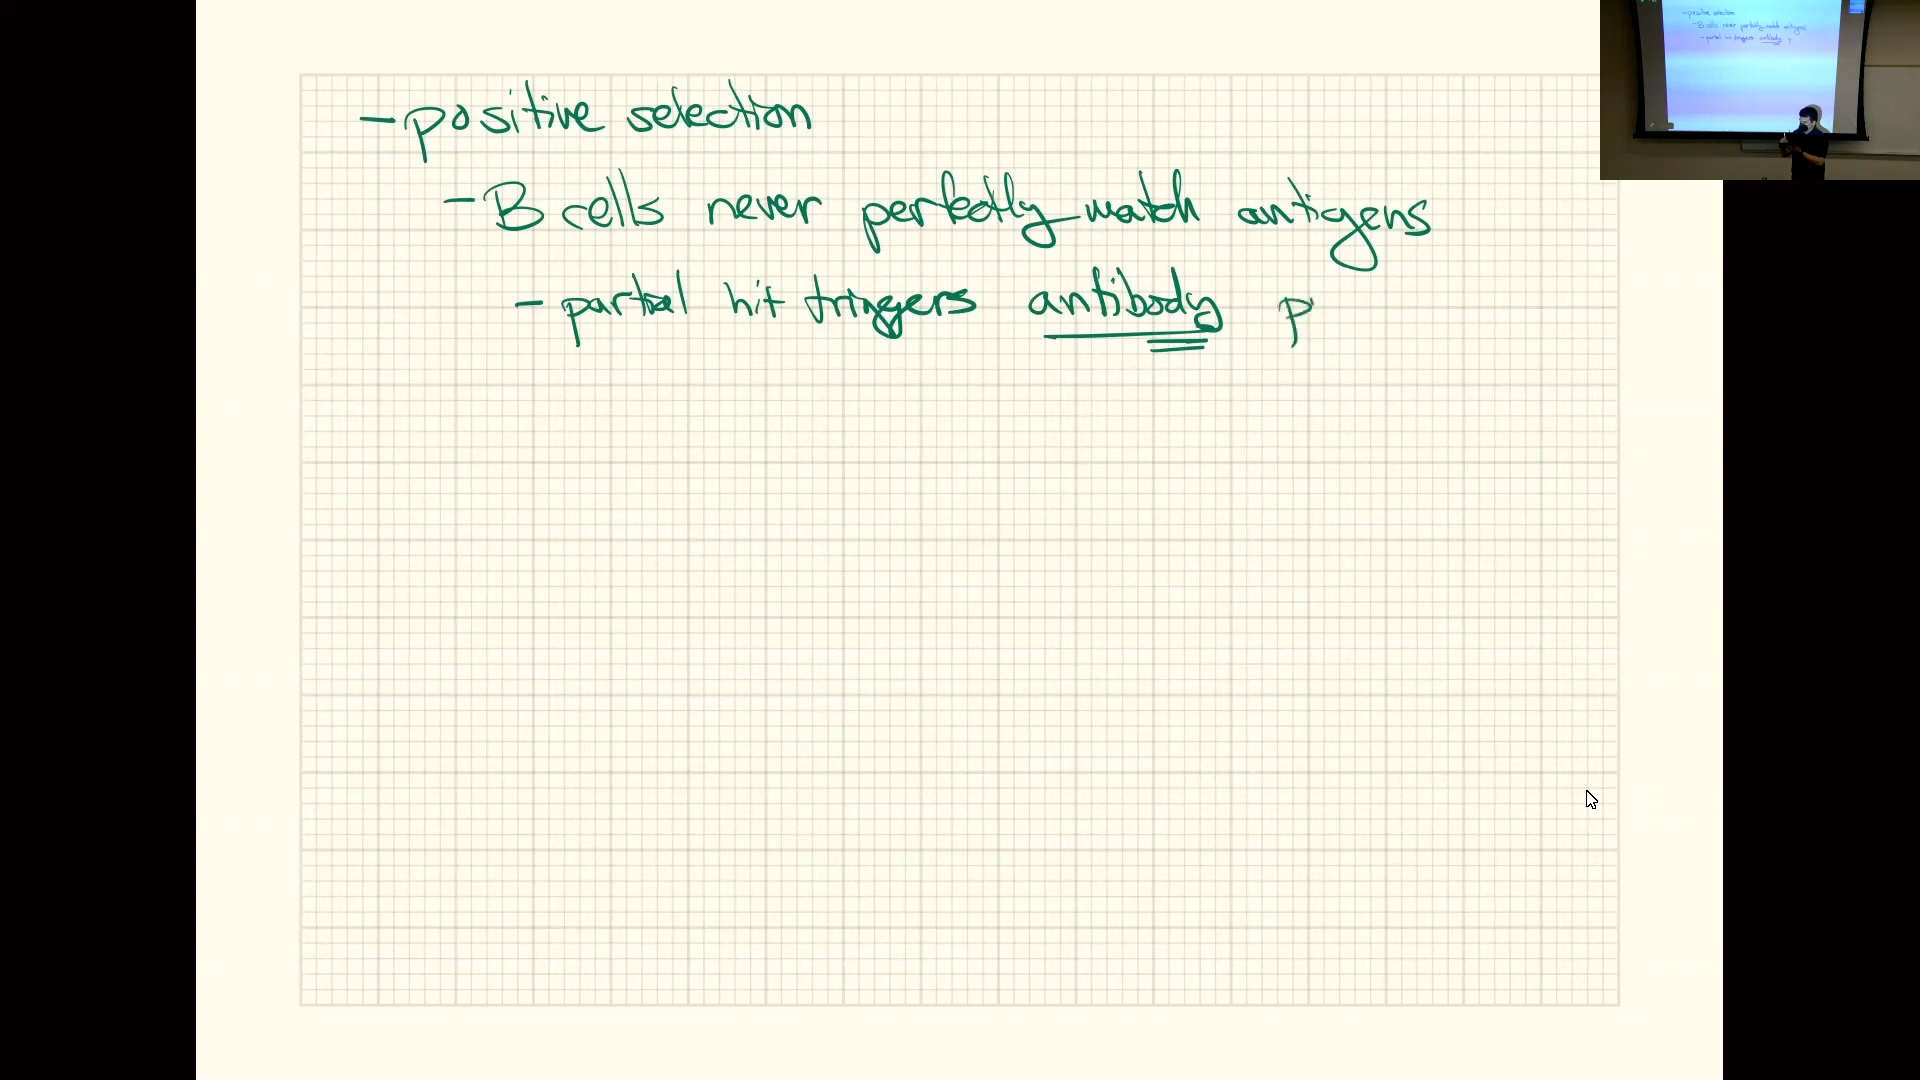 - positive selection
- B cells never perfectly match antigens
- partial hit triggers antibody p